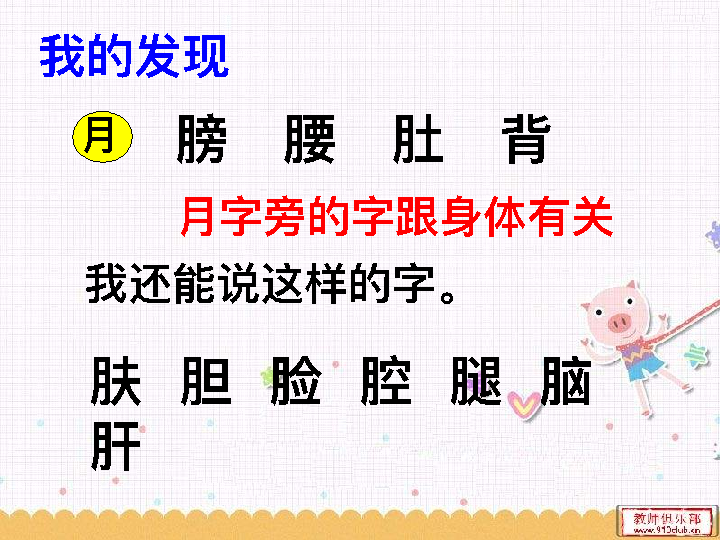 我的发现
月 膀 腰 肚 背
月字旁的字跟身体有关
我还能说这样的字。
肤 胆 脸 腔 腿 脑
肝
教师俱乐部
www.910club.cn